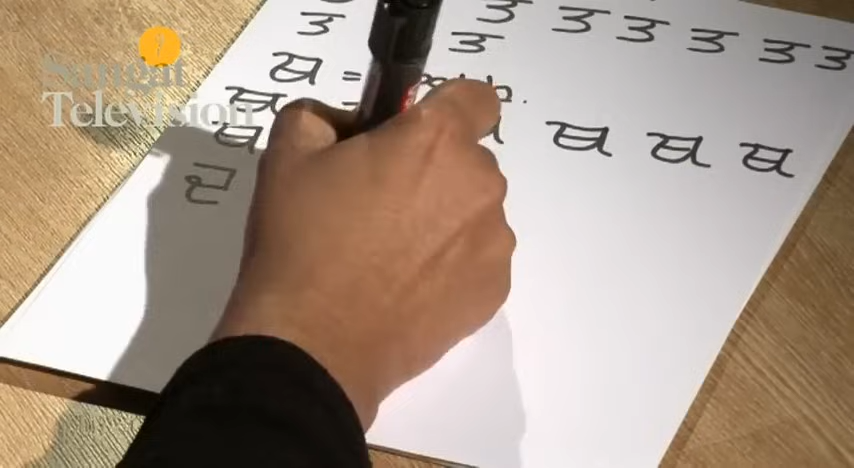 Sangat
Television
ਤ ਤ ਤ ਤ ਤ ਤ
ਤ ਤ
ਥ =
ਥ ਥ ਥ ਥ
ਥ
ਦ